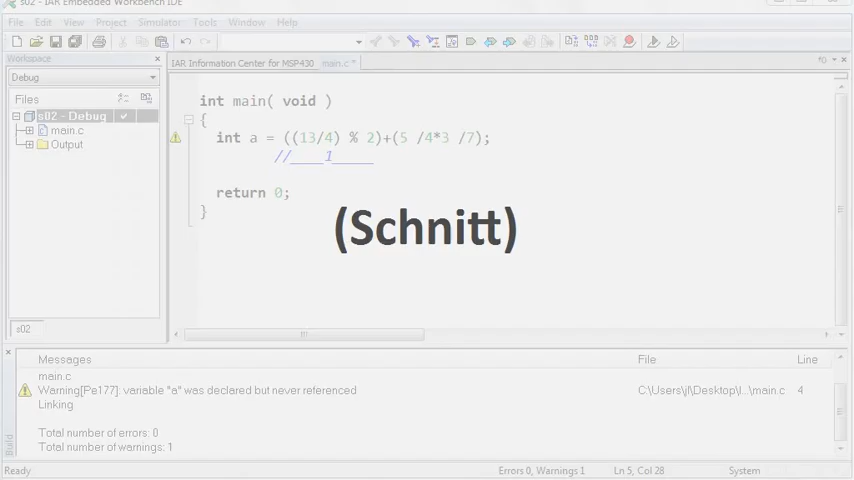 s02 - IAR Embedded Workbench IDE
File Edit View Project Simulator Tools Window Help
Workspace
IAR Information Center for MSP430 main.c *
f0
Debug
Files
s02 - Debug
main.c
Output
int main( void )
{
int a = ((13/4) % 2)+(5 /4*3 /7);
//____1_____
return 0;
}
(Schnitt)
s02
Messages File Line
main.c
Warning[Pe177]: variable "a" was declared but never referenced C:\Users\jl\Desktop\I...\main.c 4
Linking
Total number of errors: 0
Total number of warnings: 1
Build
Ready Errors 0, Warnings 1 Ln 5, Col 28 System